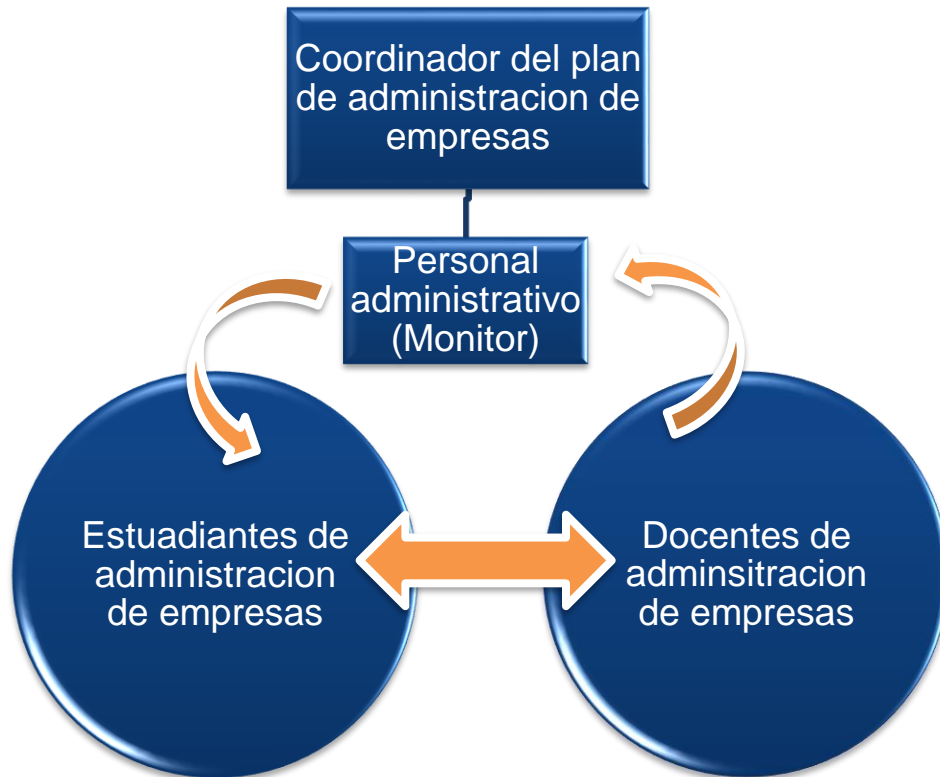 Coordinador del plan
de administracion de
empresas
Personal
administrativo
(Monitor)
Estuadiantes de
administracion
de empresas
Docentes de
adminsitracion
de empresas